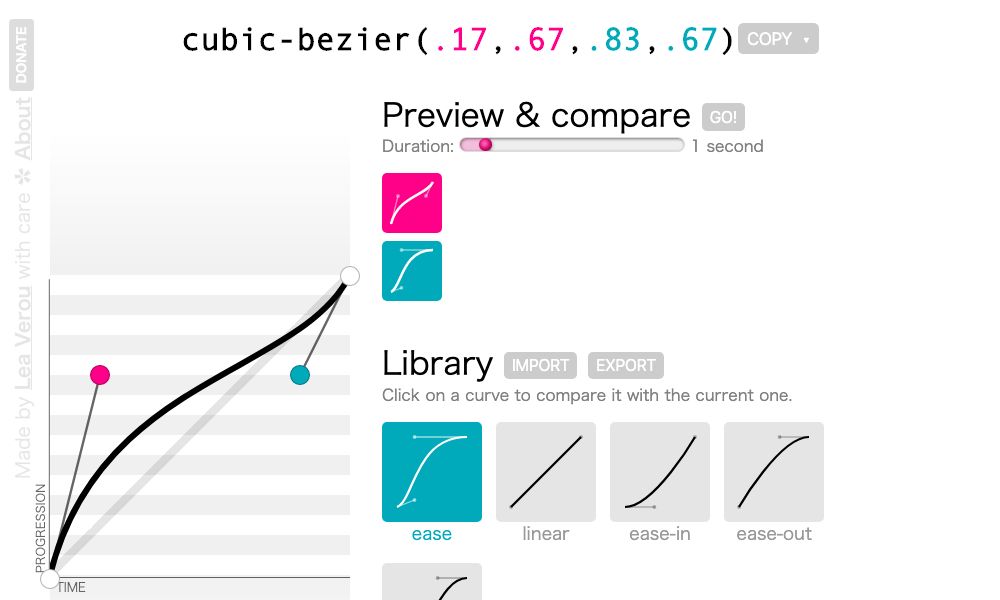 cubic-bezier(.17,.67,.83,.67)
COPY ▾
DONATE
Made by Lea Verou with care ✲ About
Preview & compare
GO!
Duration:
1 second
PROGRESSION
TIME
Library
IMPORT
EXPORT
Click on a curve to compare it with the current one.
ease
linear
ease-in
ease-out